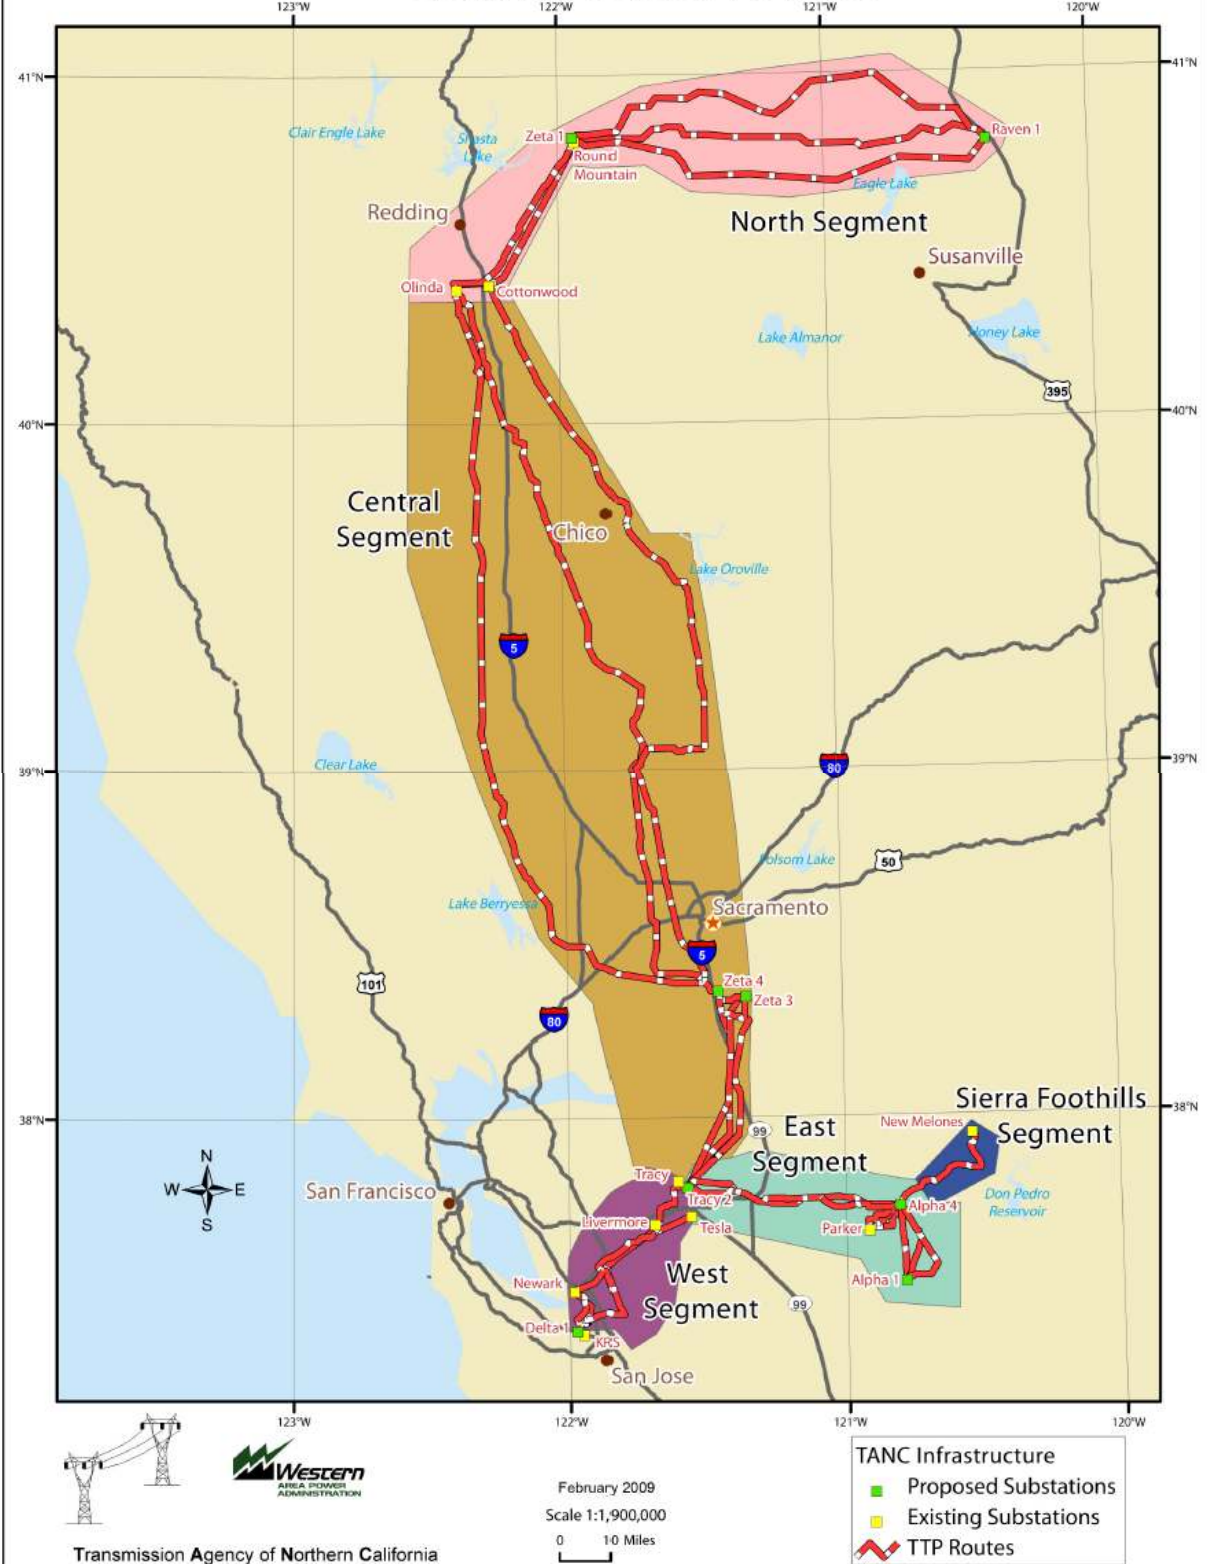 123°W 122°W 121°W 120°W
41°N 41°N
Clair Engle Lake
Shasta
Lake
Zeta 1
Raven 1
Round
Mountain
Eagle Lake
Redding
North Segment
Susanville
Olinda
Cottonwood
Lake Almanor
Honey Lake
395
40°N 40°N
Central
Segment
Chico
Lake Oroville
5
Clear Lake
80
39°N 39°N
50
Folsom Lake
Lake Berryessa
Sacramento
5
101
Zeta 4
Zeta 3
80
Sierra Foothills
Segment
New Melones
38°N 38°N
99
East
Segment
N
W E
S
San Francisco
Tracy
Tracy 2
Don Pedro
Reservoir
Alpha 4
Livermore
Tesla
Parker
West
Segment
Alpha 1
Newark
99
Delta 1
KRS
San Jose
123°W 122°W 121°W 120°W
Western
AREA POWER
ADMINISTRATION
February 2009
Scale 1:1,900,000
0 10 Miles
TANC Infrastructure
Proposed Substations
Existing Substations
TTP Routes
Transmission Agency of Northern California